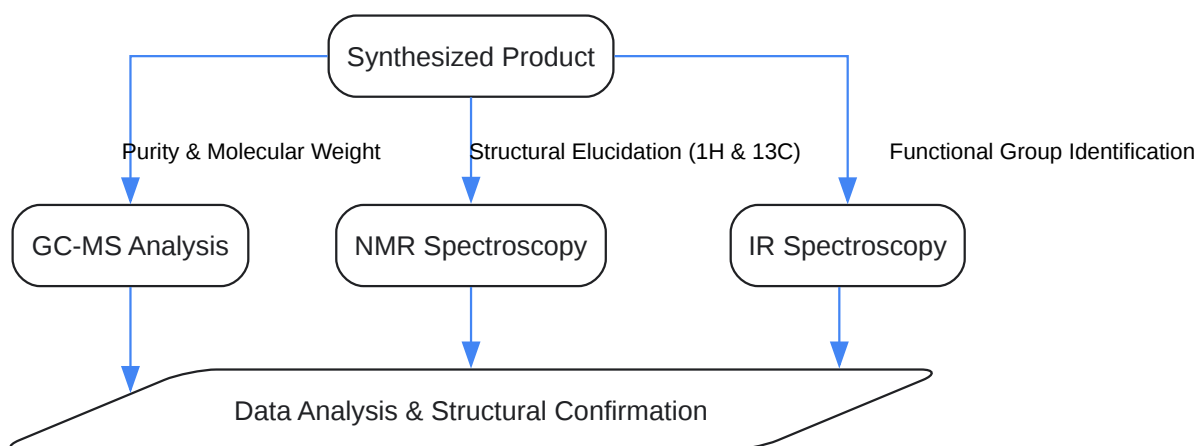 Synthesized Product
Purity & Molecular Weight
Structural Elucidation (1H & 13C)
Functional Group Identification
GC-MS Analysis
NMR Spectroscopy
IR Spectroscopy
Data Analysis & Structural Confirmation